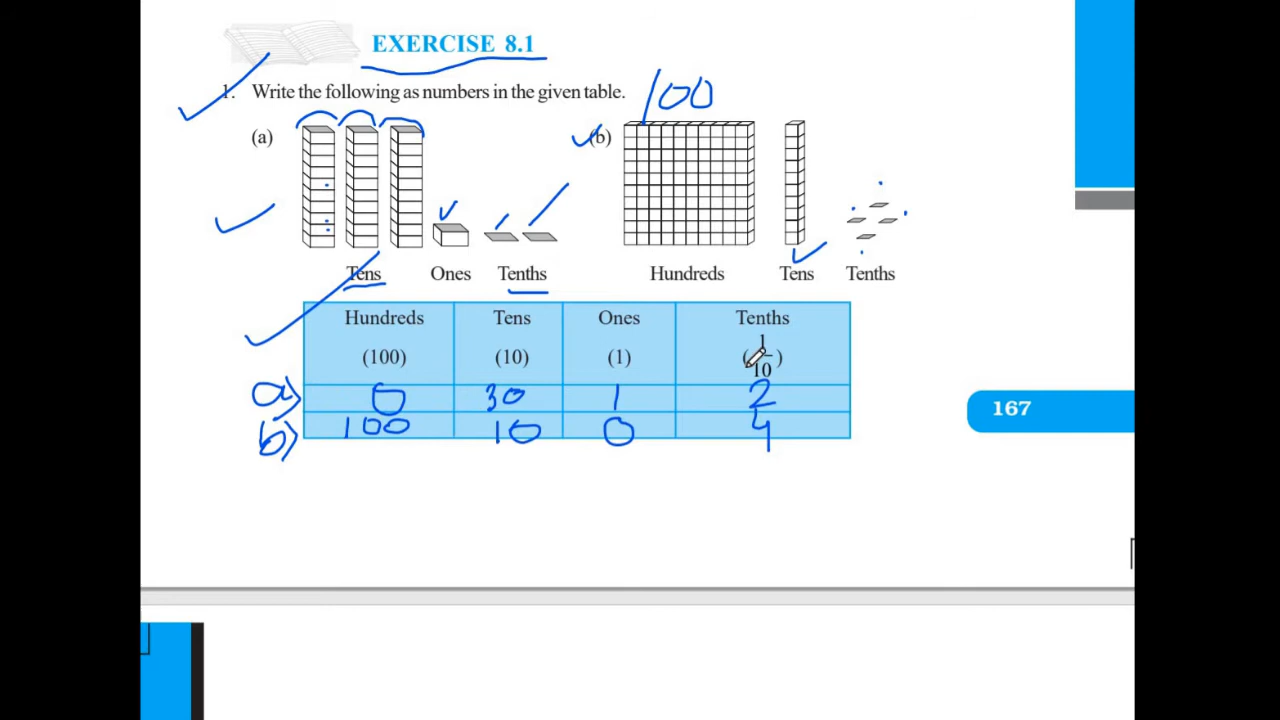 EXERCISE 8.1
1. Write the following as numbers in the given table.
100
(a) (b)
Tens Ones Tenths Hundreds Tens Tenths
Hundreds Tens Ones Tenths
(100) (10) (1) (1/10)
a) 0 30 1 2
b) 100 10 0 4
167